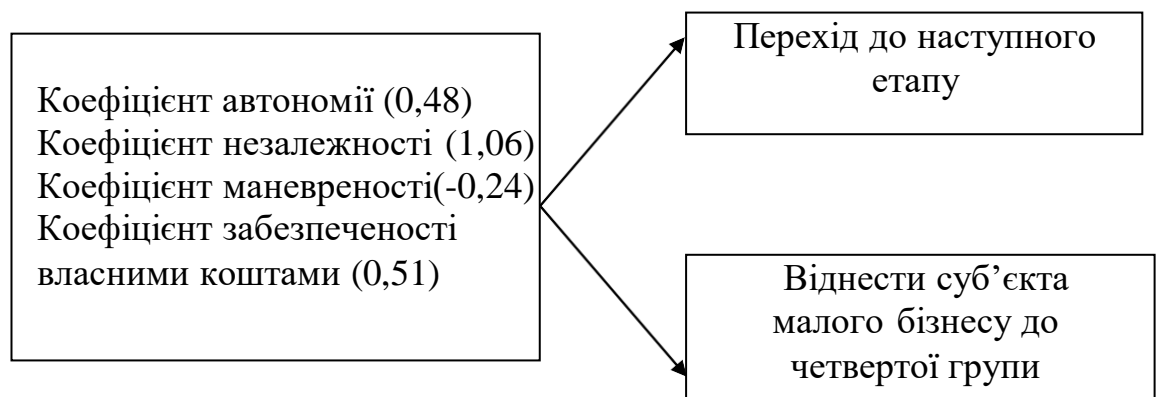 Коефіцієнт автономії (0,48)
Коефіцієнт незалежності (1,06)
Коефіцієнт маневреності(-0,24)
Коефіцієнт забезпеченості
власними коштами (0,51)
Перехід до наступного
етапу
Віднести суб’єкта
малого бізнесу до
четвертої групи